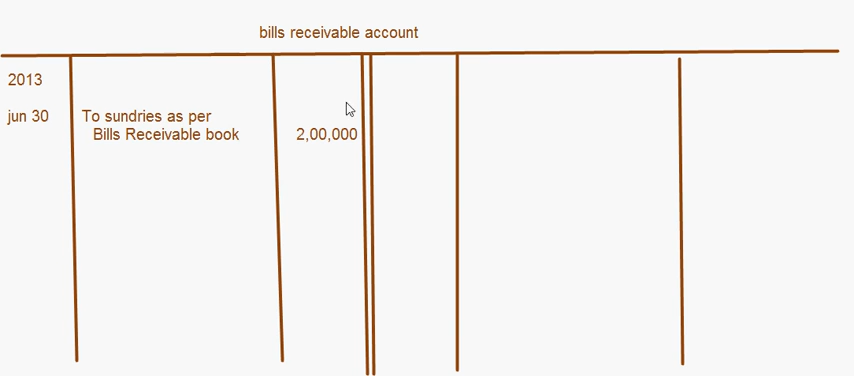 bills receivable account
2013
jun 30 To sundries as per
Bills Receivable book 2,00,000